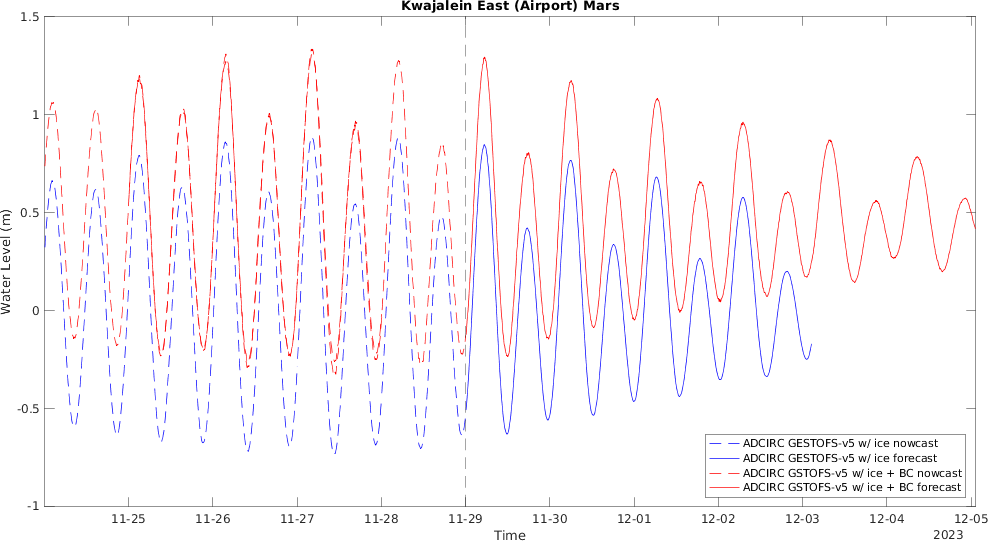 Kwajalein East (Airport) Mars
1.5
1
0.5
0
-0.5
-1
Water Level (m)
11-25
11-26
11-27
11-28
11-29
11-30
12-01
12-02
12-03
12-04
12-05
Time
2023
ADCIRC GESTOFS-v5 w/ ice nowcast
ADCIRC GESTOFS-v5 w/ ice forecast
ADCIRC GSTOFS-v5 w/ ice + BC nowcast
ADCIRC GSTOFS-v5 w/ ice + BC forecast